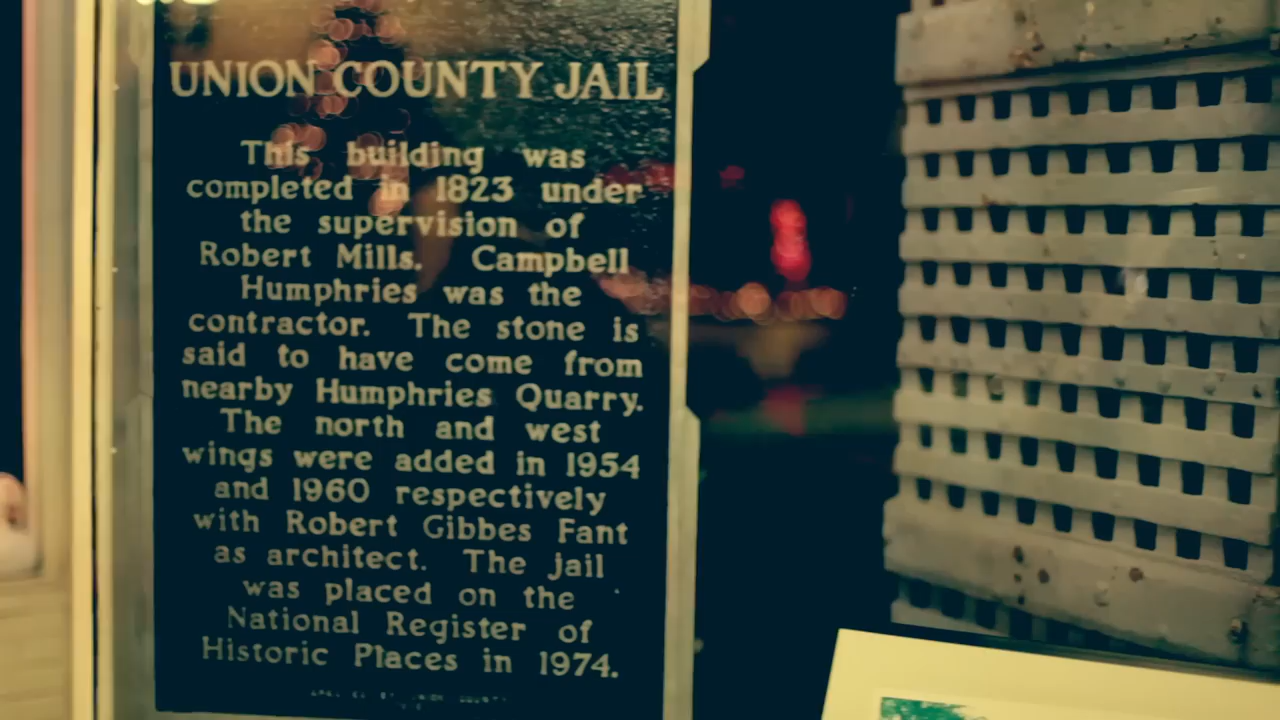 UNION COUNTY JAIL
This building was
completed in 1823 under
the supervision of
Robert Mills. Campbell
Humphries was the
contractor. The stone is
said to have come from
nearby Humphries Quarry.
The north and west
wings were added in 1954
and 1960 respectively
with Robert Gibbes Fant
as architect. The jail
was placed on the
National Register of
Historic Places in 1974.